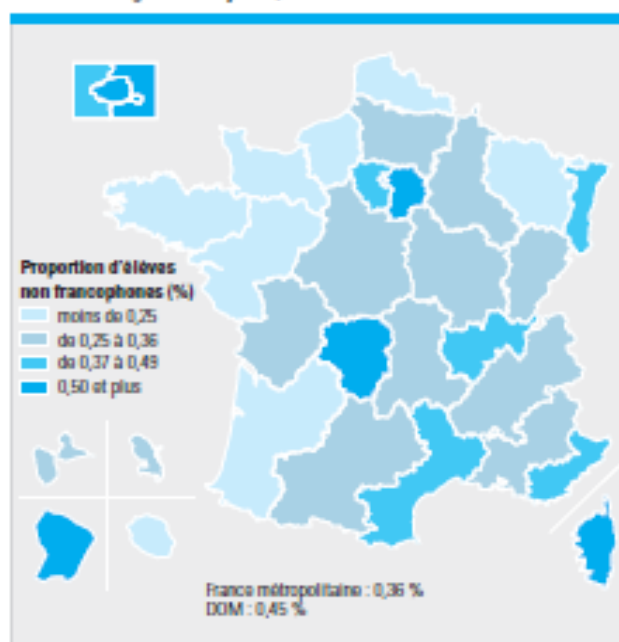 Proportion d'élèves
non francophones (%)
moins de 0,25
de 0,25 à 0,36
de 0,37 à 0,49
0,50 et plus
France métropolitaine : 0,36 %
DOM : 0,45 %